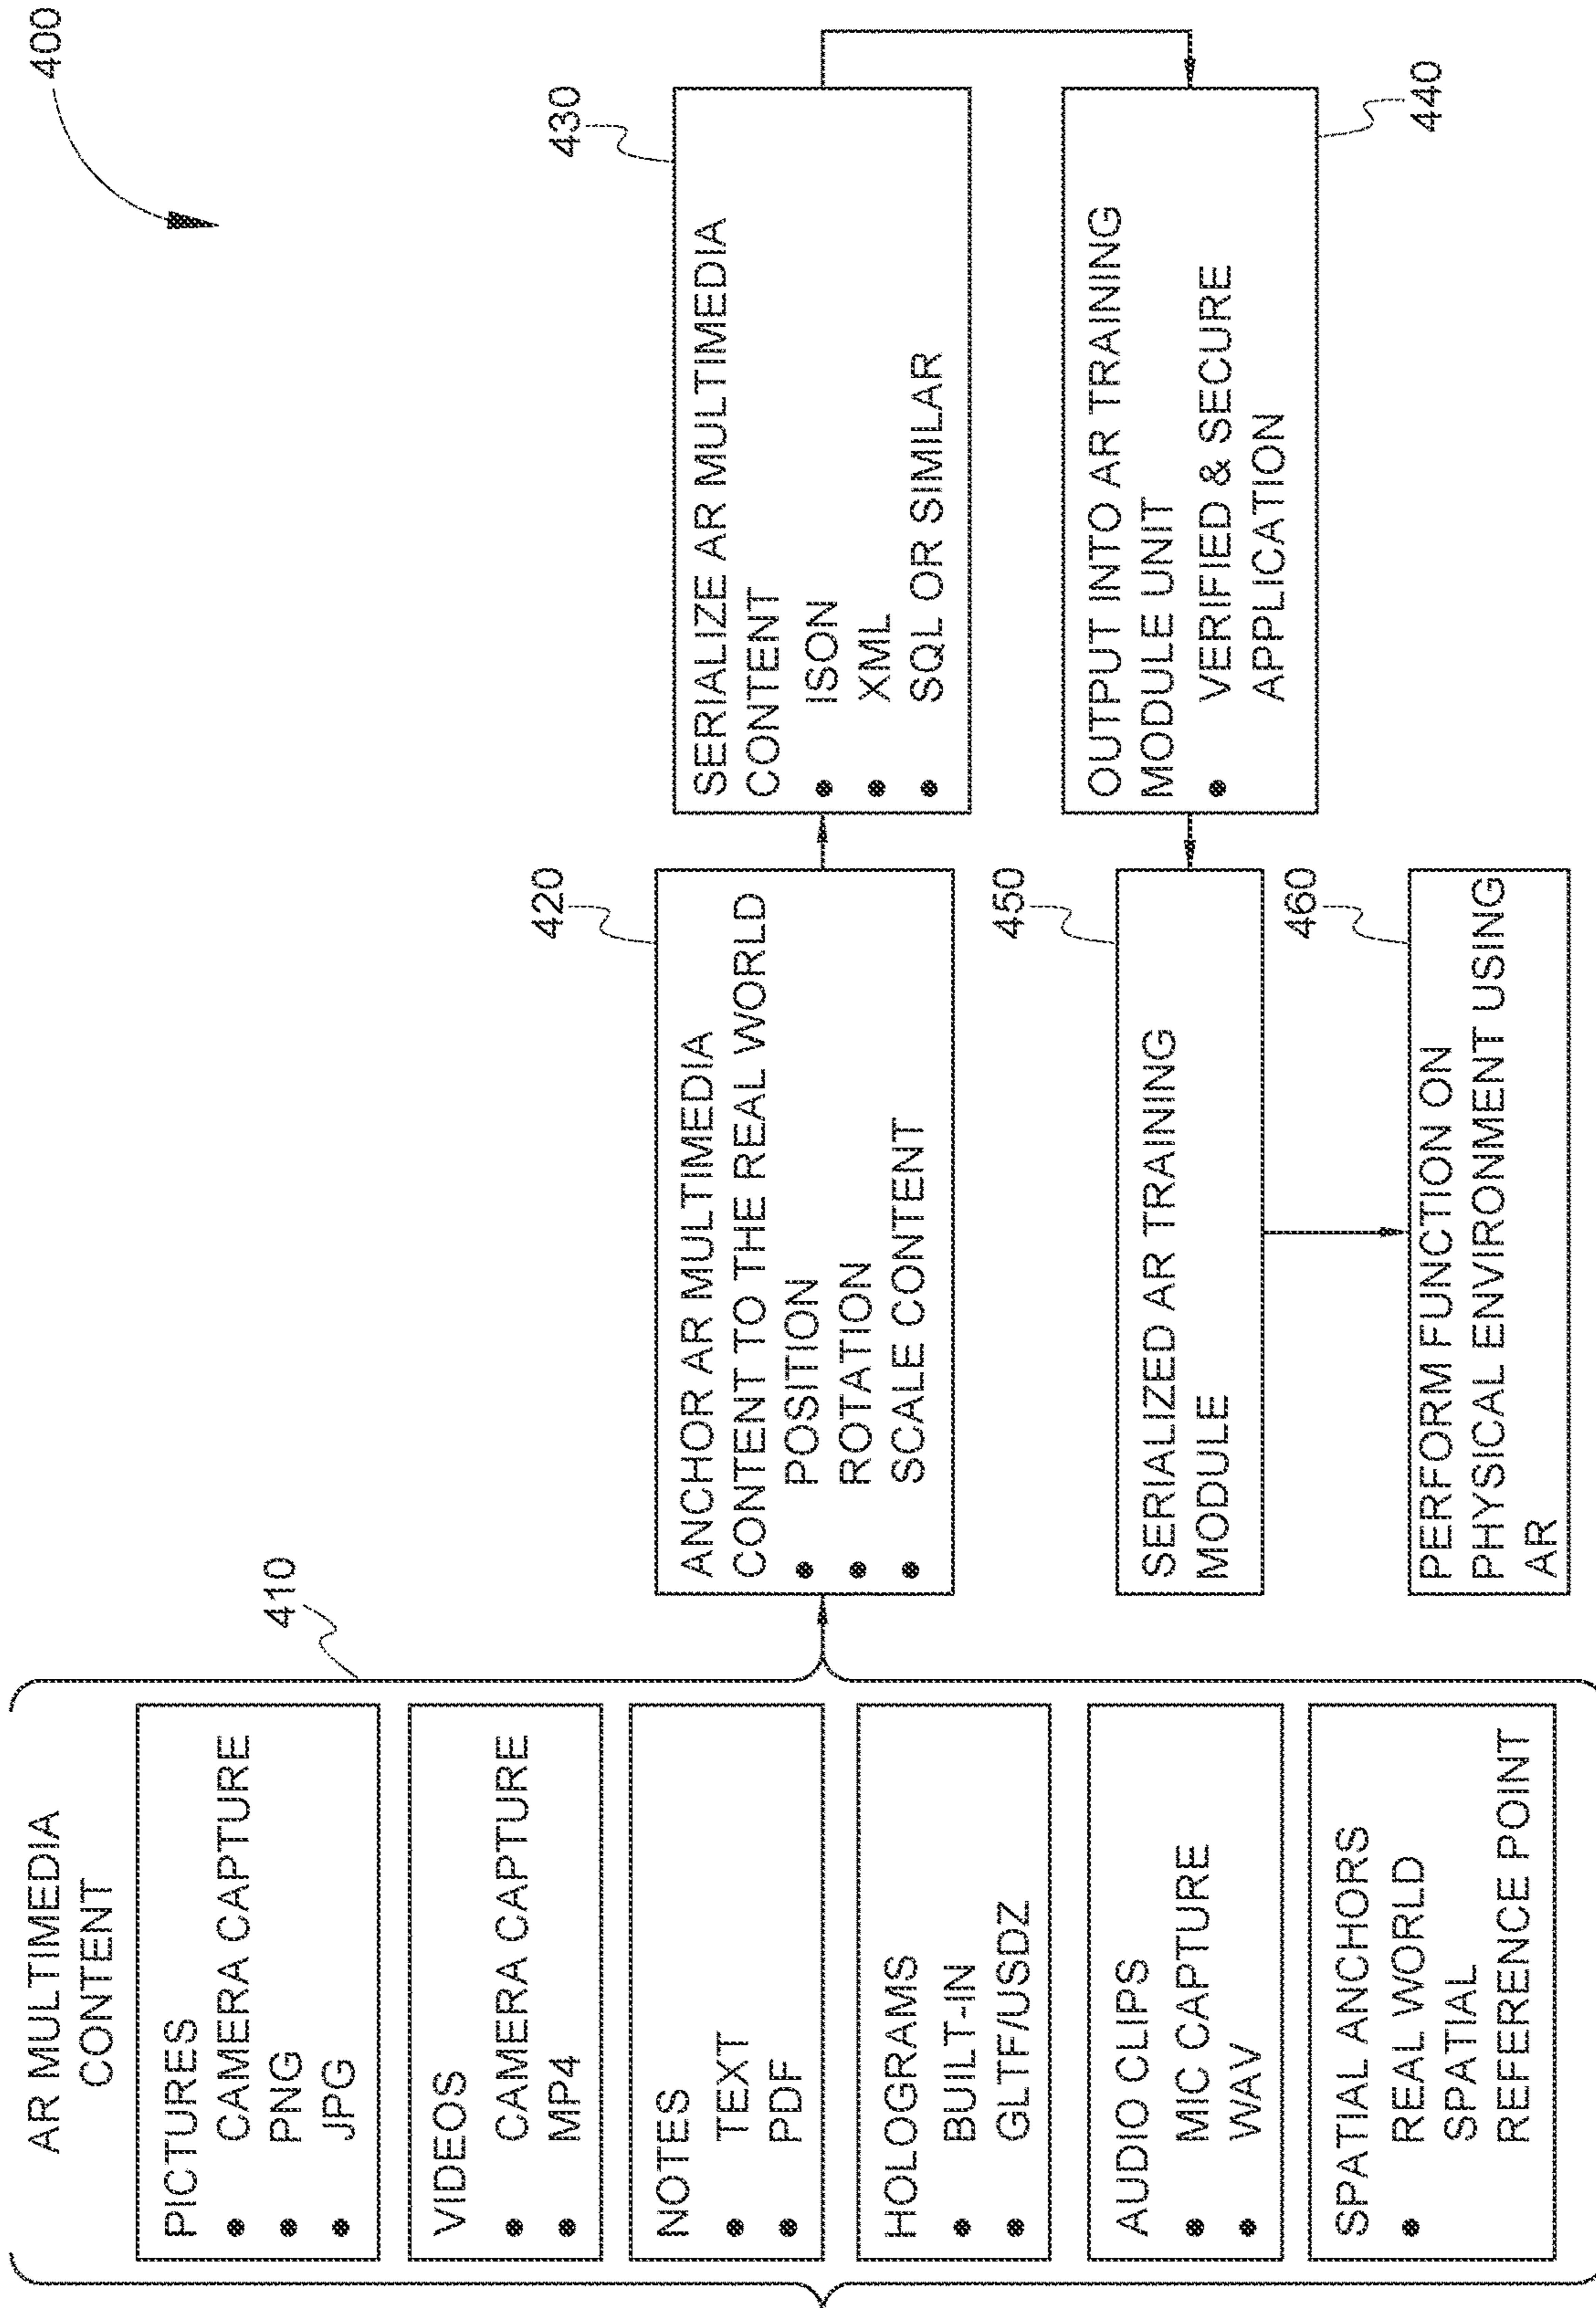 400
AR MULTIMEDIA
CONTENT
410
PICTURES
• CAMERA CAPTURE
• PNG
• JPG
VIDEOS
• CAMERA CAPTURE
• MP4
NOTES
• TEXT
• PDF
HOLOGRAMS
• BUILT-IN
• GLTF/USDZ
AUDIO CLIPS
• MIC CAPTURE
• WAV
SPATIAL ANCHORS
• REAL WORLD
SPATIAL
REFERENCE POINT
420
ANCHOR AR MULTIMEDIA
CONTENT TO THE REAL WORLD
• POSITION
• ROTATION
• SCALE CONTENT
430
SERIALIZE AR MULTIMEDIA
CONTENT
• ISON
• XML
• SQL OR SIMILAR
OUTPUT INTO AR TRAINING
MODULE UNIT
• VERIFIED & SECURE
APPLICATION
440
450
SERIALIZED AR TRAINING
MODULE
460
PERFORM FUNCTION ON
PHYSICAL ENVIRONMENT USING
AR